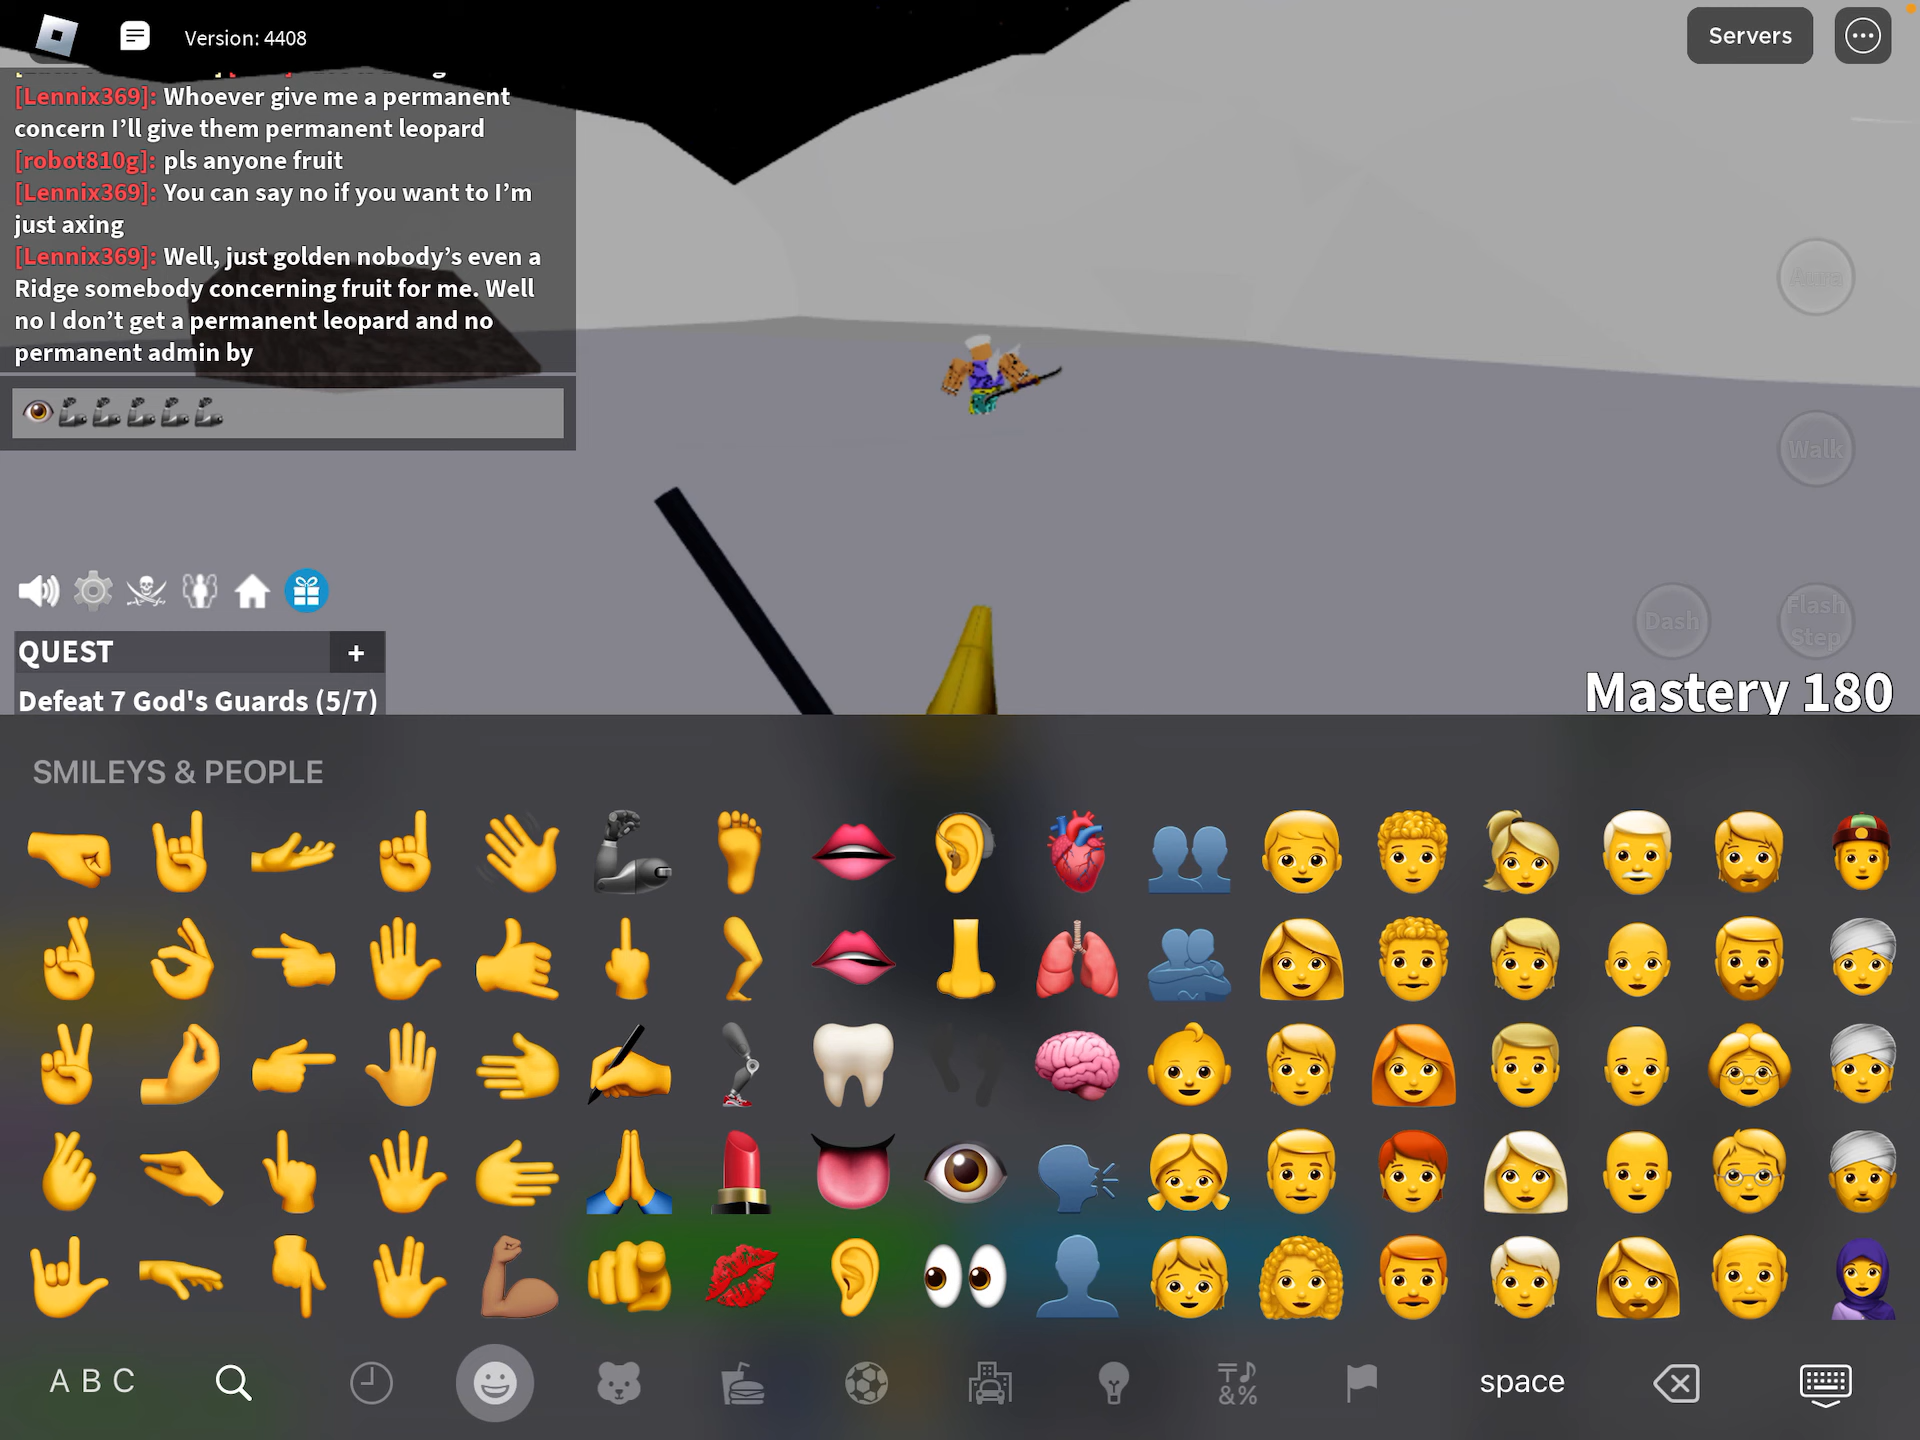 Version: 4408
Servers
[Lennix369]: Whoever give me a permanent
concern I’ll give them permanent leopard
[robot810g]: pls anyone fruit
[Lennix369]: You can say no if you want to I’m
just axing
[Lennix369]: Well, just golden nobody’s even a
Ridge somebody concerning fruit for me. Well
no I don’t get a permanent leopard and no
permanent admin by
👁️🦾🦾🦾🦾🦾
Aura
Walk
Dash
Flash
Step
QUEST +
Defeat 7 God's Guards (5/7)
Mastery 180
SMILEYS & PEOPLE
A B C
&%
space